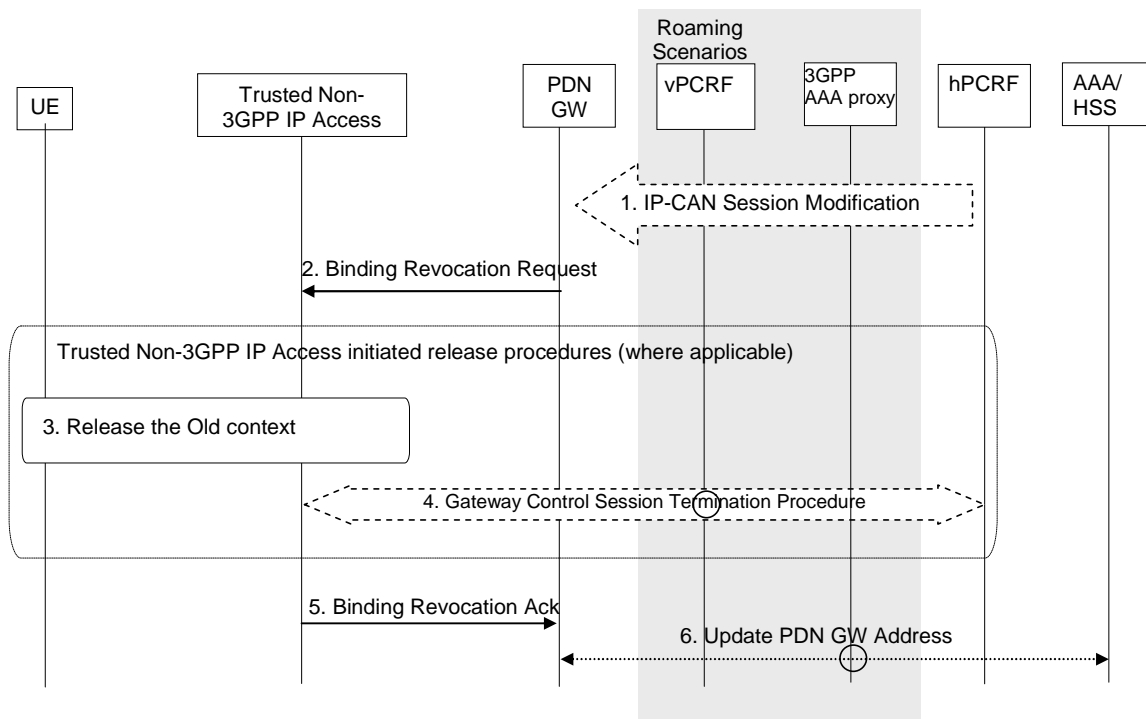 Roaming
Scenarios
UE
Trusted Non-
3GPP IP Access
PDN
GW
vPCRF
3GPP
AAA proxy
hPCRF
AAA/
HSS
1. IP-CAN Session Modification
2. Binding Revocation Request
Trusted Non-3GPP IP Access initiated release procedures (where applicable)
3. Release the Old context
4. Gateway Control Session Termination Procedure
5. Binding Revocation Ack
6. Update PDN GW Address